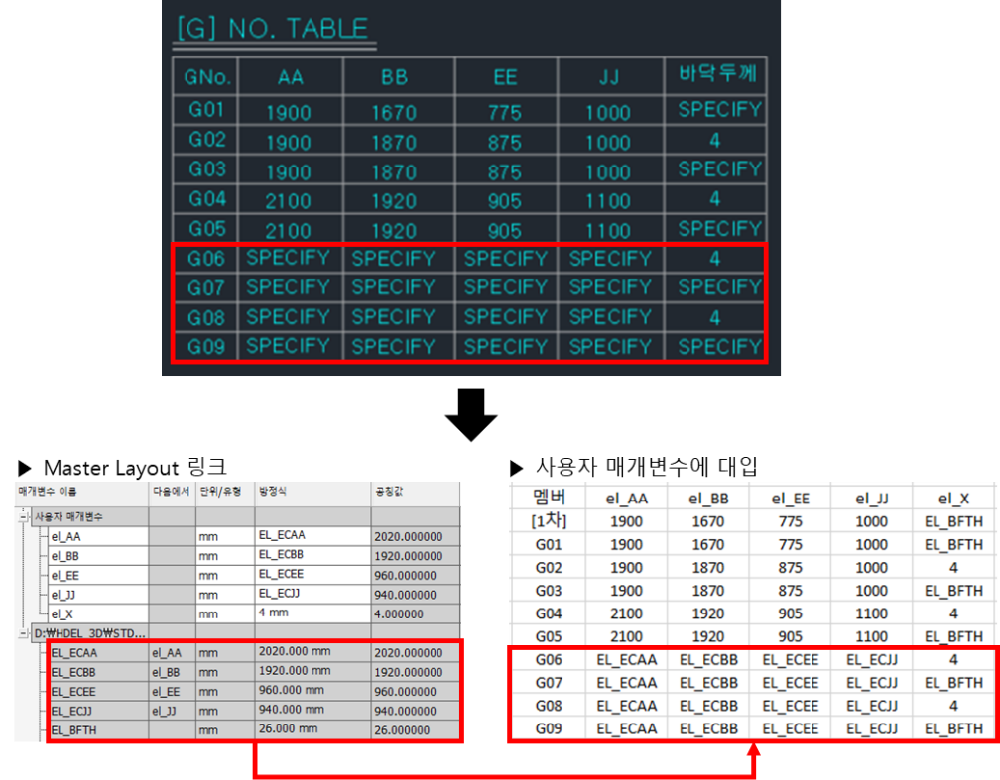 [G] NO. TABLE
GNo. AA BB EE JJ 바닥두께
G01 1900 1670 775 1000 SPECIFY
G02 1900 1870 875 1000 4
G03 1900 1870 875 1000 SPECIFY
G04 2100 1920 905 1100 4
G05 2100 1920 905 1100 SPECIFY
G06 SPECIFY SPECIFY SPECIFY SPECIFY 4
G07 SPECIFY SPECIFY SPECIFY SPECIFY SPECIFY
G08 SPECIFY SPECIFY SPECIFY SPECIFY 4
G09 SPECIFY SPECIFY SPECIFY SPECIFY SPECIFY
▶ Master Layout 링크
매개변수 이름 다음에서 단위/유형 방정식 공칭값
사용자 매개변수
el_AA mm EL_ECAA 2020.000000
el_BB mm EL_ECBB 1920.000000
el_EE mm EL_ECEE 960.000000
el_JJ mm EL_ECJJ 940.000000
el_X mm 4 mm 4.000000
D:₩HDEL_3D₩STD...
EL_ECAA el_AA mm 2020.000 mm 2020.000000
EL_ECBB el_BB mm 1920.000 mm 1920.000000
EL_ECEE el_EE mm 960.000 mm 960.000000
EL_ECJJ el_JJ mm 940.000 mm 940.000000
EL_BFTH mm 26.000 mm 26.000000
▶ 사용자 매개변수에 대입
멤버 el_AA el_BB el_EE el_JJ el_X
[1차] 1900 1670 775 1000 EL_BFTH
G01 1900 1670 775 1000 EL_BFTH
G02 1900 1870 875 1000 4
G03 1900 1870 875 1000 EL_BFTH
G04 2100 1920 905 1100 4
G05 2100 1920 905 1100 EL_BFTH
G06 EL_ECAA EL_ECBB EL_ECEE EL_ECJJ 4
G07 EL_ECAA EL_ECBB EL_ECEE EL_ECJJ EL_BFTH
G08 EL_ECAA EL_ECBB EL_ECEE EL_ECJJ 4
G09 EL_ECAA EL_ECBB EL_ECEE EL_ECJJ EL_BFTH